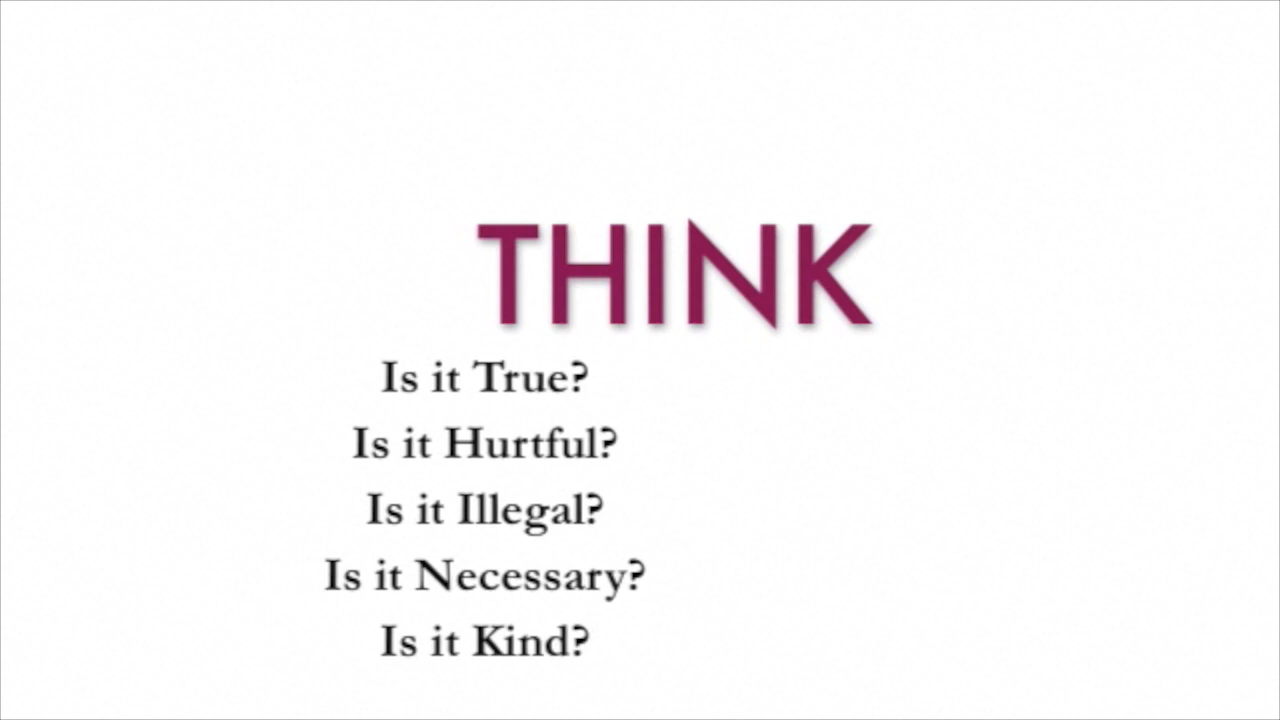 THINK
Is it True?
Is it Hurtful?
Is it Illegal?
Is it Necessary?
Is it Kind?